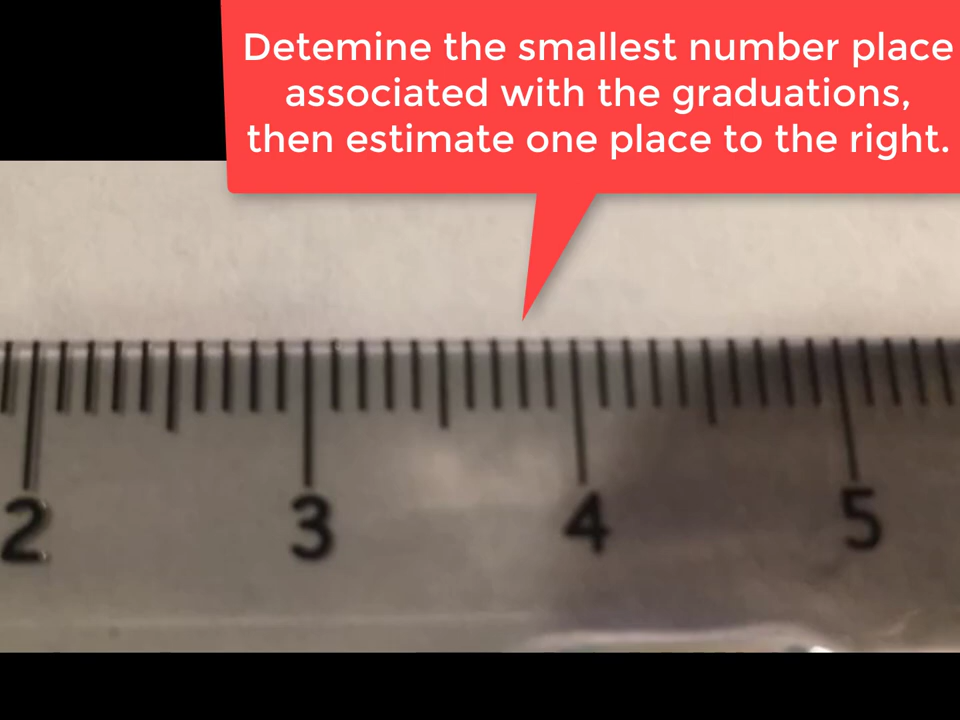 Detemine the smallest number place
associated with the graduations,
then estimate one place to the right.
2 3 4 5